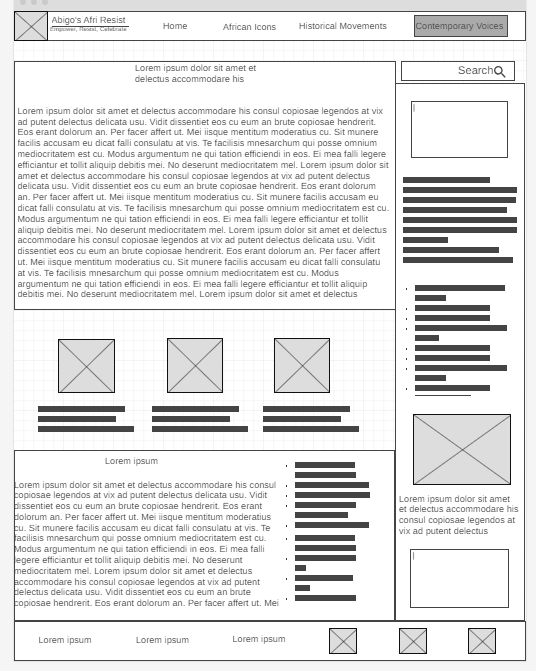 Abigo's Afri Resist
Empower, Resist, Celebrate
Home
African Icons
Historical Movements
Contemporary Voices
Lorem ipsum dolor sit amet et
delectus accommodare his
Search
Lorem ipsum dolor sit amet et delectus accommodare his consul copiosae legendos at vix
ad putent delectus delicata usu. Vidit dissentiet eos cu eum an brute copiosae hendrerit.
Eos erant dolorum an. Per facer affert ut. Mei iisque mentitum moderatius cu. Sit munere
facilis accusam eu dicat falli consulatu at vis. Te facilisis mnesarchum qui posse omnium
mediocritatem est cu. Modus argumentum ne qui tation efficiendi in eos. Ei mea falli legere
efficiantur et tollit aliquip debitis mei. No deserunt mediocritatem mel. Lorem ipsum dolor sit
amet et delectus accommodare his consul copiosae legendos at vix ad putent delectus
delicata usu. Vidit dissentiet eos cu eum an brute copiosae hendrerit. Eos erant dolorum
an. Per facer affert ut. Mei iisque mentitum moderatius cu. Sit munere facilis accusam eu
dicat falli consulatu at vis. Te facilisis mnesarchum qui posse omnium mediocritatem est cu.
Modus argumentum ne qui tation efficiendi in eos. Ei mea falli legere efficiantur et tollit
aliquip debitis mei. No deserunt mediocritatem mel. Lorem ipsum dolor sit amet et delectus
accommodare his consul copiosae legendos at vix ad putent delectus delicata usu. Vidit
dissentiet eos cu eum an brute copiosae hendrerit. Eos erant dolorum an. Per facer affert
ut. Mei iisque mentitum moderatius cu. Sit munere facilis accusam eu dicat falli consulatu
at vis. Te facilisis mnesarchum qui posse omnium mediocritatem est cu. Modus
argumentum ne qui tation efficiendi in eos. Ei mea falli legere efficiantur et tollit aliquip
debitis mei. No deserunt mediocritatem mel. Lorem ipsum dolor sit amet et delectus
Lorem ipsum
Lorem ipsum dolor sit amet et delectus accommodare his consul
copiosae legendos at vix ad putent delectus delicata usu. Vidit
dissentiet eos cu eum an brute copiosae hendrerit. Eos erant
dolorum an. Per facer affert ut. Mei iisque mentitum moderatius
cu. Sit munere facilis accusam eu dicat falli consulatu at vis. Te
facilisis mnesarchum qui posse omnium mediocritatem est cu.
Modus argumentum ne qui tation efficiendi in eos. Ei mea falli
legere efficiantur et tollit aliquip debitis mei. No deserunt
mediocritatem mel. Lorem ipsum dolor sit amet et delectus
accommodare his consul copiosae legendos at vix ad putent
delectus delicata usu. Vidit dissentiet eos cu eum an brute
copiosae hendrerit. Eos erant dolorum an. Per facer affert ut. Mei
Lorem ipsum dolor sit amet
et delectus accommodare his
consul copiosae legendos at
vix ad putent delectus
Lorem ipsum
Lorem ipsum
Lorem ipsum